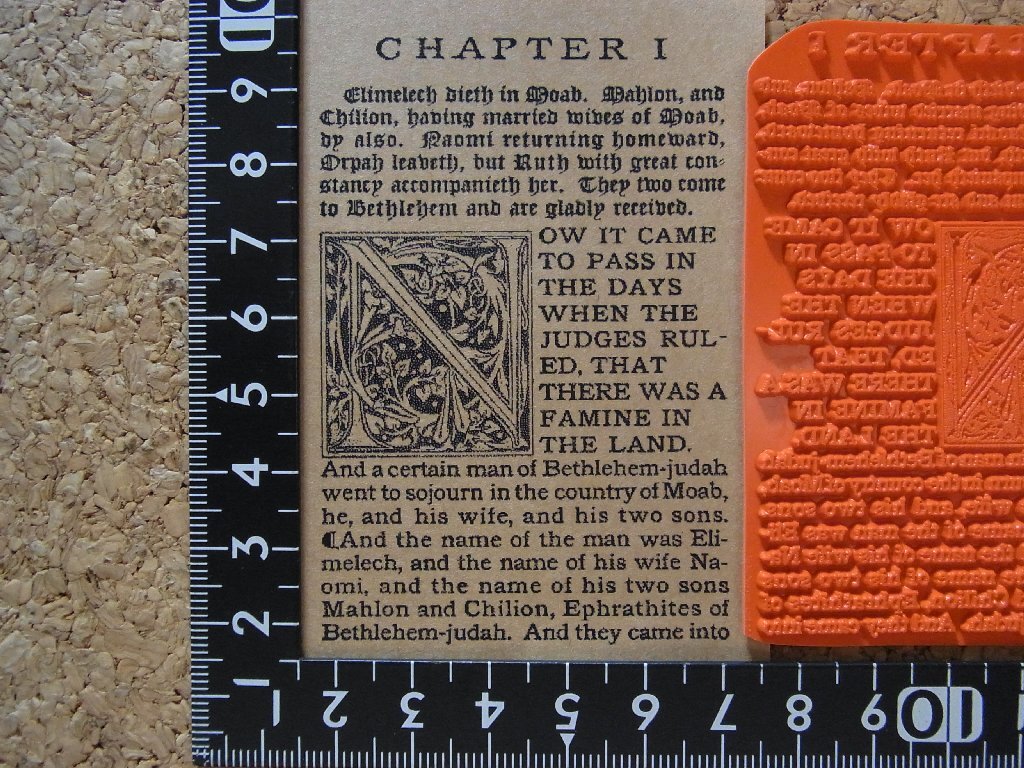 CHAPTER I
Elimelech dieth in Moab. Mahlon, and
Chilion, having married wives of Moab,
dy also. Naomi returning homeward,
Orpah leaveth, but Ruth with great con-
stancy accompanieth her. They two come
to Bethlehem and are gladly received.
NOW IT CAME
TO PASS IN
THE DAYS
WHEN THE
JUDGES RUL-
ED, THAT
THERE WAS A
FAMINE IN
THE LAND.
And a certain man of Bethlehem-judah
went to sojourn in the country of Moab,
he, and his wife, and his two sons.
¶And the name of the man was Eli-
melech, and the name of his wife Na-
omi, and the name of his two sons
Mahlon and Chilion, Ephrathites of
Bethlehem-judah. And they came into
10
9
8
7
6
5
4
3
2
1
1 2 3 4 5 6 7 8 9 10